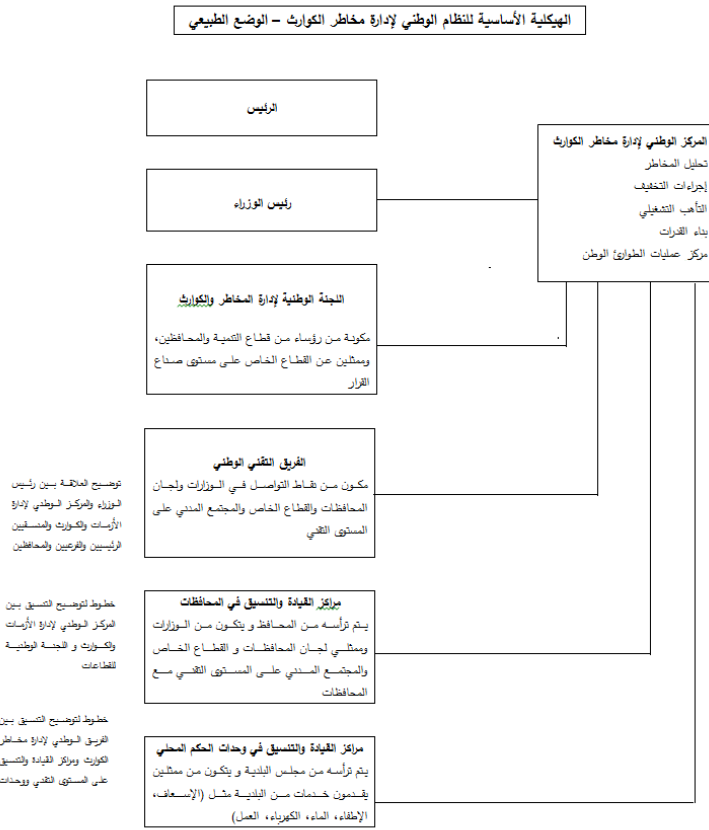 الهيكلية الأساسية للنظام الوطني لإدارة مخاطر الكوارث – الوضع الطبيعي
الرئيس
المركز الوطني لإدارة مخاطر الكوارث
تحليل المخاطر
إجراءات التخفيف
التأهب التشغيلي
بناء القدرات
مركز عمليات الطوارئ الوطن
رئيس الوزراء
اللجنة الوطنية لإدارة المخاطر والكوارث
مكونة من رؤساء من قطاع التنمية والمحافظين،
وممثلين عن القطاع الخاص على مستوى صناع
القرار
الفريق التقني الوطني
مكون من نقاط التواصل في الوزارات ولجان
المحافظات والقطاع الخاص والمجتمع المدني على
المستوى التقني
توضيح العلاقة بين رئيس
الوزراء والمركز الوطني لإدارة
الأزمات والكوارث والمنسقيين
الرئيسيين والفرعيين والمحافظين
مراكز القيادة والتنسيق في المحافظات
يتم ترأسه من المحافظ و يتكون من الوزارات
وممثلي لجان المحافظات و القطاع الخاص
والمجتمع المدني على المستوى التقني مع
المحافظات
خطوط لتوضيح التنسيق بين
المركز الوطني لإدارة الأزمات
والكوارث و اللجنة الوطنية
للقطاعات
خطوط لتوضيح التنسيق بين
الفريق الوطني لإدارة مخاطر
الكوارث ومراكز القيادة والتنسيق
على المستوى التقني ووحدات
مراكز القيادة والتنسيق في وحدات الحكم المحلي
يتم ترأسه من مجلس البلدية و يتكون من ممثلين
يقدمون خدمات من البلدية مثل (الإسعاف،
الإطفاء، الماء، الكهرباء، العمل)